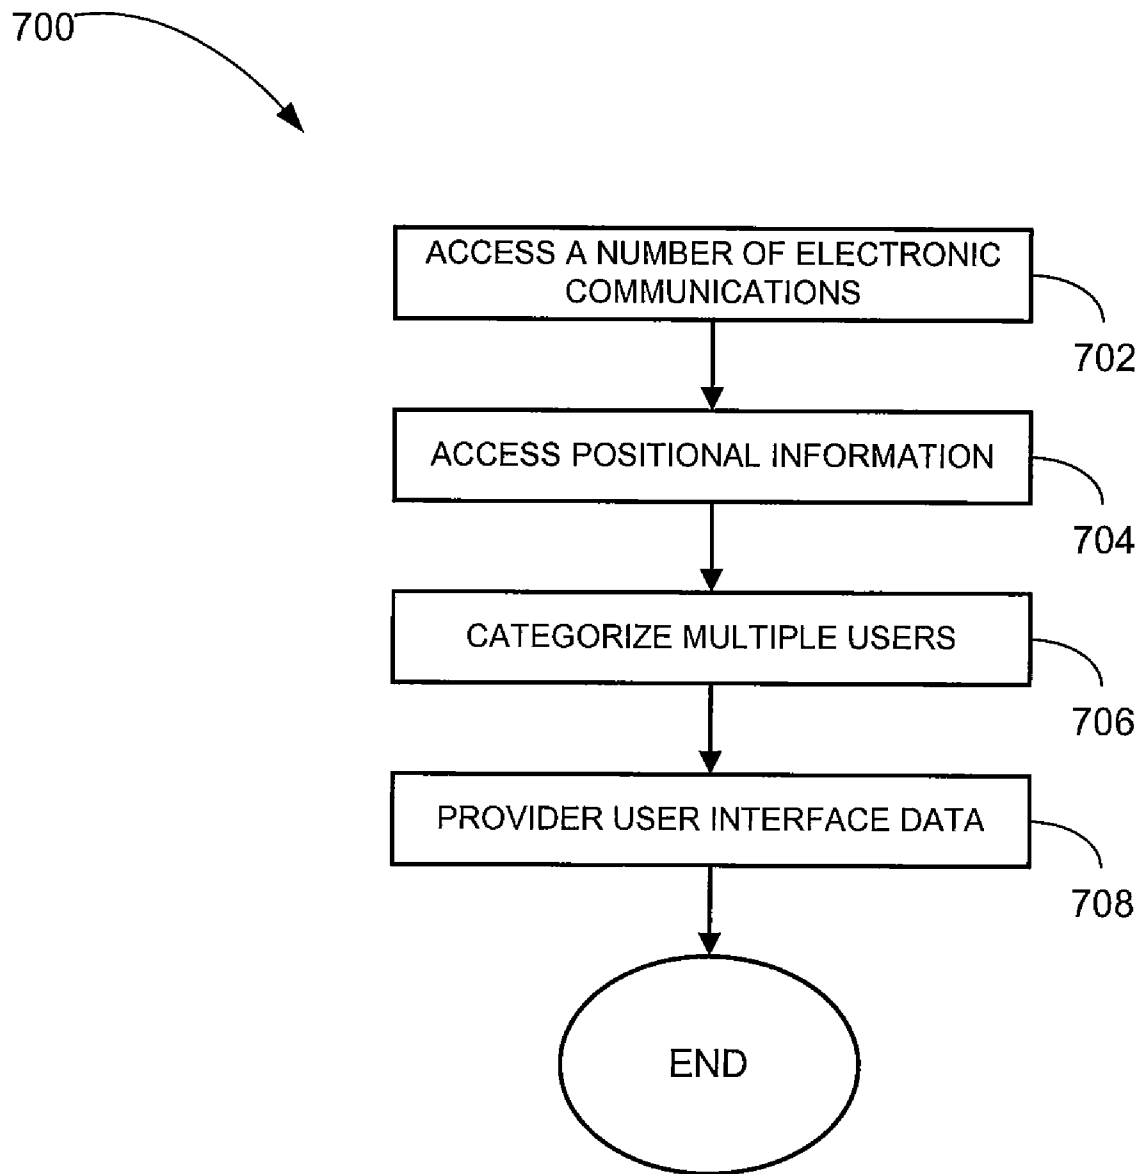 700
ACCESS A NUMBER OF ELECTRONIC
COMMUNICATIONS
702
ACCESS POSITIONAL INFORMATION
704
CATEGORIZE MULTIPLE USERS
706
PROVIDER USER INTERFACE DATA
708
END